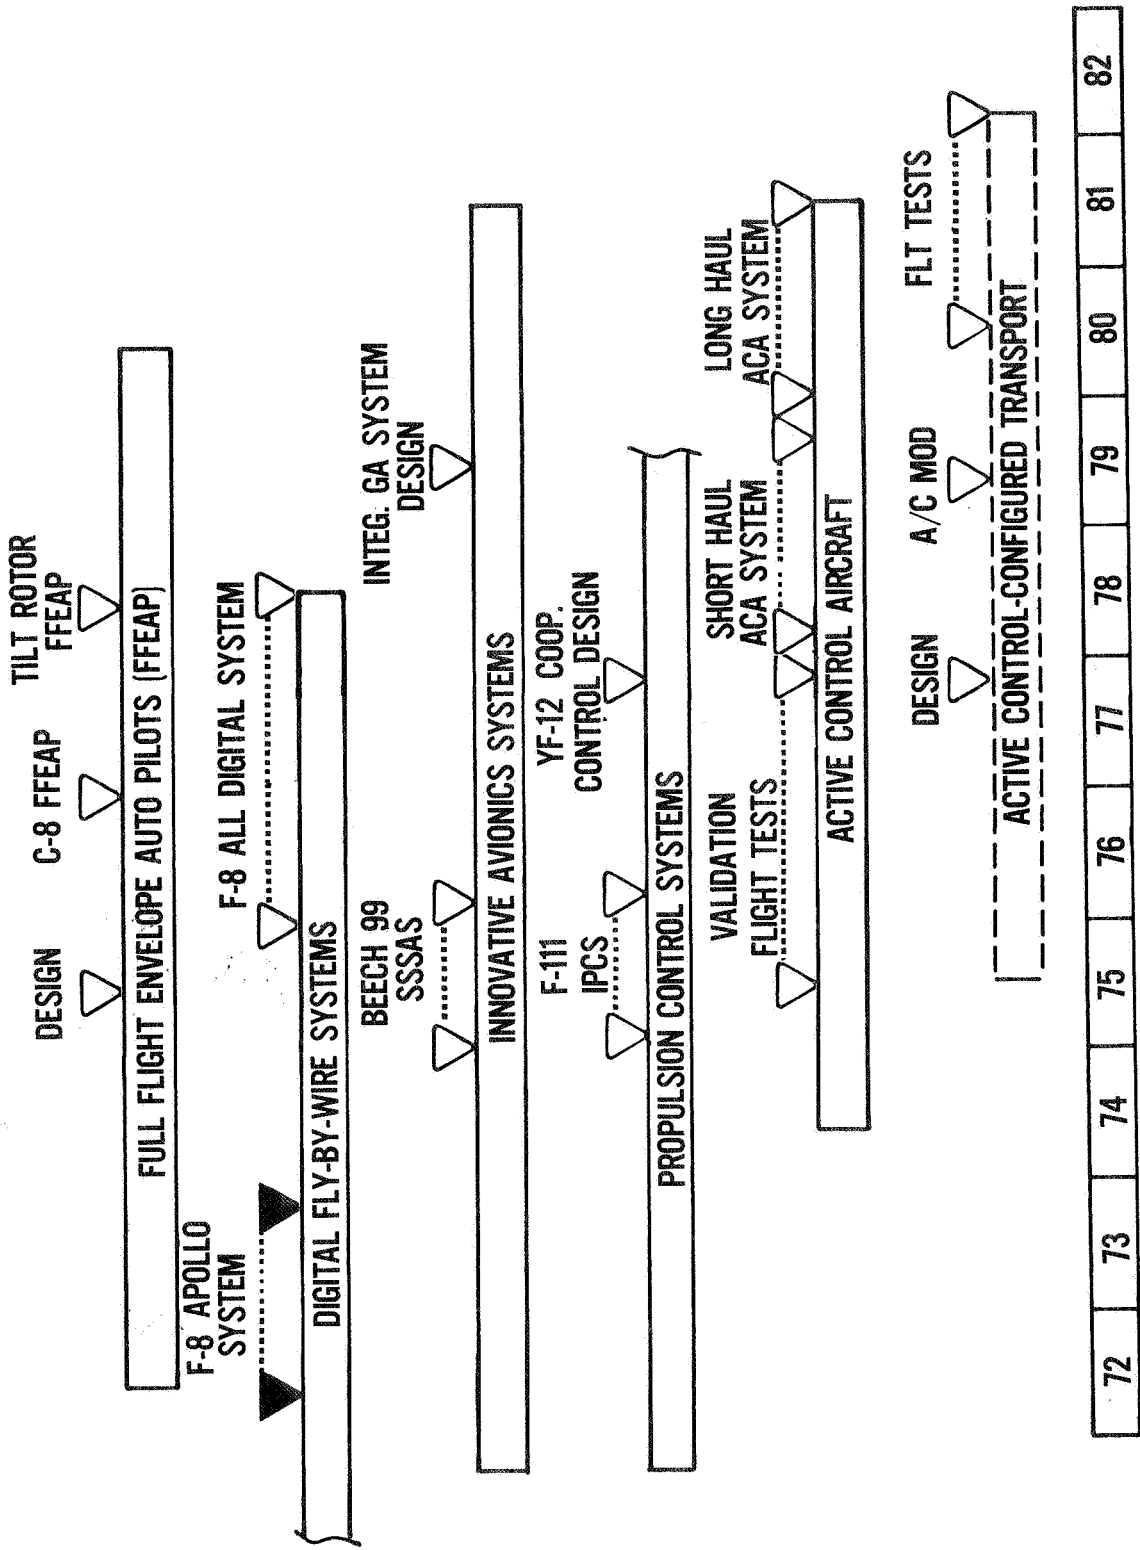 DESIGN
C-8 FFEAP
TILT ROTOR
FFEAP
FULL FLIGHT ENVELOPE AUTO PILOTS (FFEAP)
F-8 APOLLO
SYSTEM
F-8 ALL DIGITAL SYSTEM
DIGITAL FLY-BY-WIRE SYSTEMS
BEECH 99
SSSAS
INTEG. GA SYSTEM
DESIGN
INNOVATIVE AVIONICS SYSTEMS
F-111
IPCS
YF-12 COOP.
CONTROL DESIGN
PROPULSION CONTROL SYSTEMS
VALIDATION
FLIGHT TESTS
SHORT HAUL
ACA SYSTEM
LONG HAUL
ACA SYSTEM
ACTIVE CONTROL AIRCRAFT
DESIGN
A/C MOD
FLT TESTS
ACTIVE CONTROL-CONFIGURED TRANSPORT
72 73 74 75 76 77 78 79 80 81 82